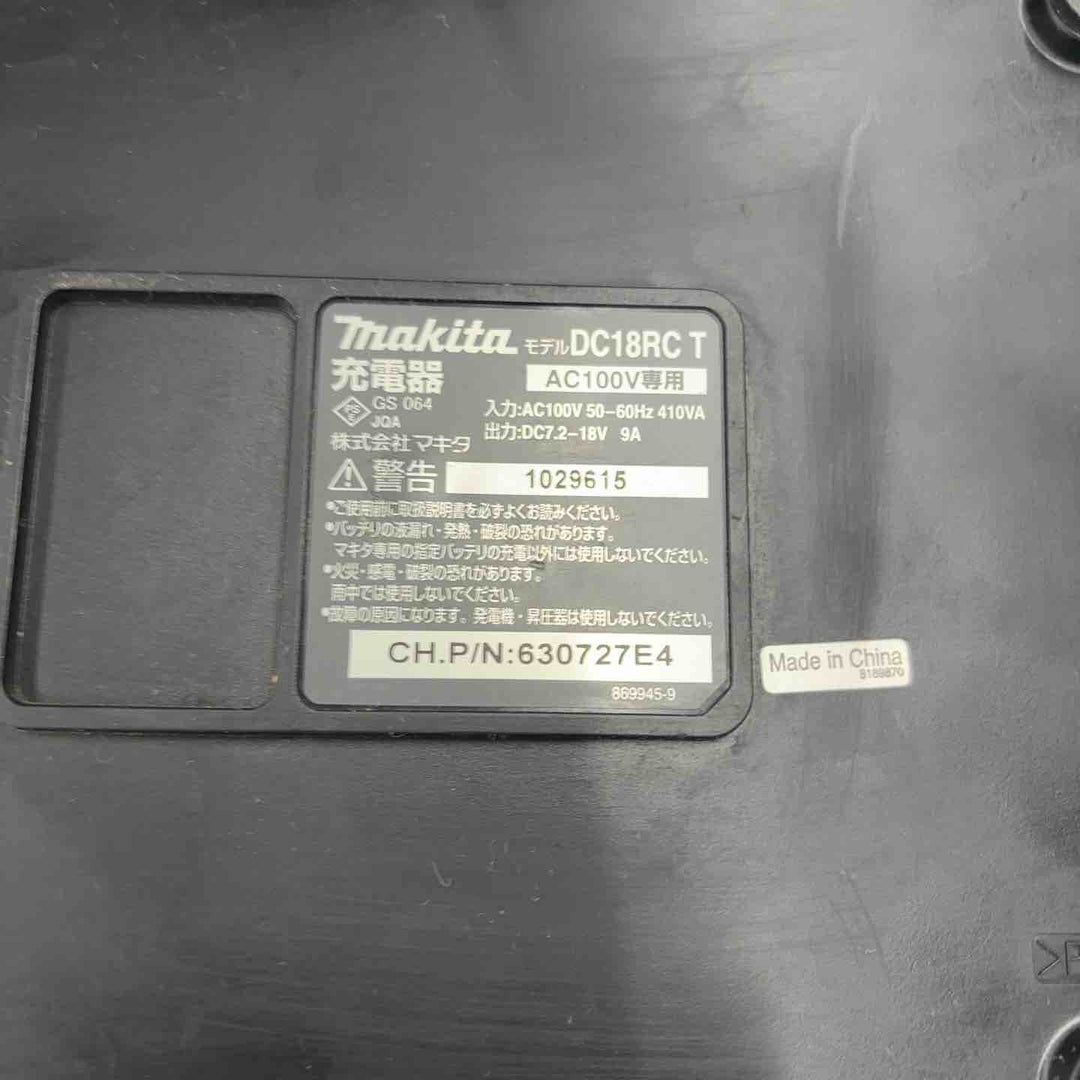 makita モデル DC18RC T
充電器 AC100V専用
PSE GS 064
JQA
入力:AC100V 50-60Hz 410VA
出力:DC7.2-18V 9A
株式会社マキタ
警告 1029615
•ご使用前に取扱説明書を必ずよくお読みください。
•バッテリの液漏れ・発熱・破裂の恐れがあります。
マキタ専用の指定バッテリの充電以外には使用しないでください。
•火災・感電・破裂の恐れがあります。
雨中では使用しないでください。
•故障の原因になります。発電機・昇圧器は使用しないでください。
CH.P/N:630727E4
869945-9
Made in China
8189870